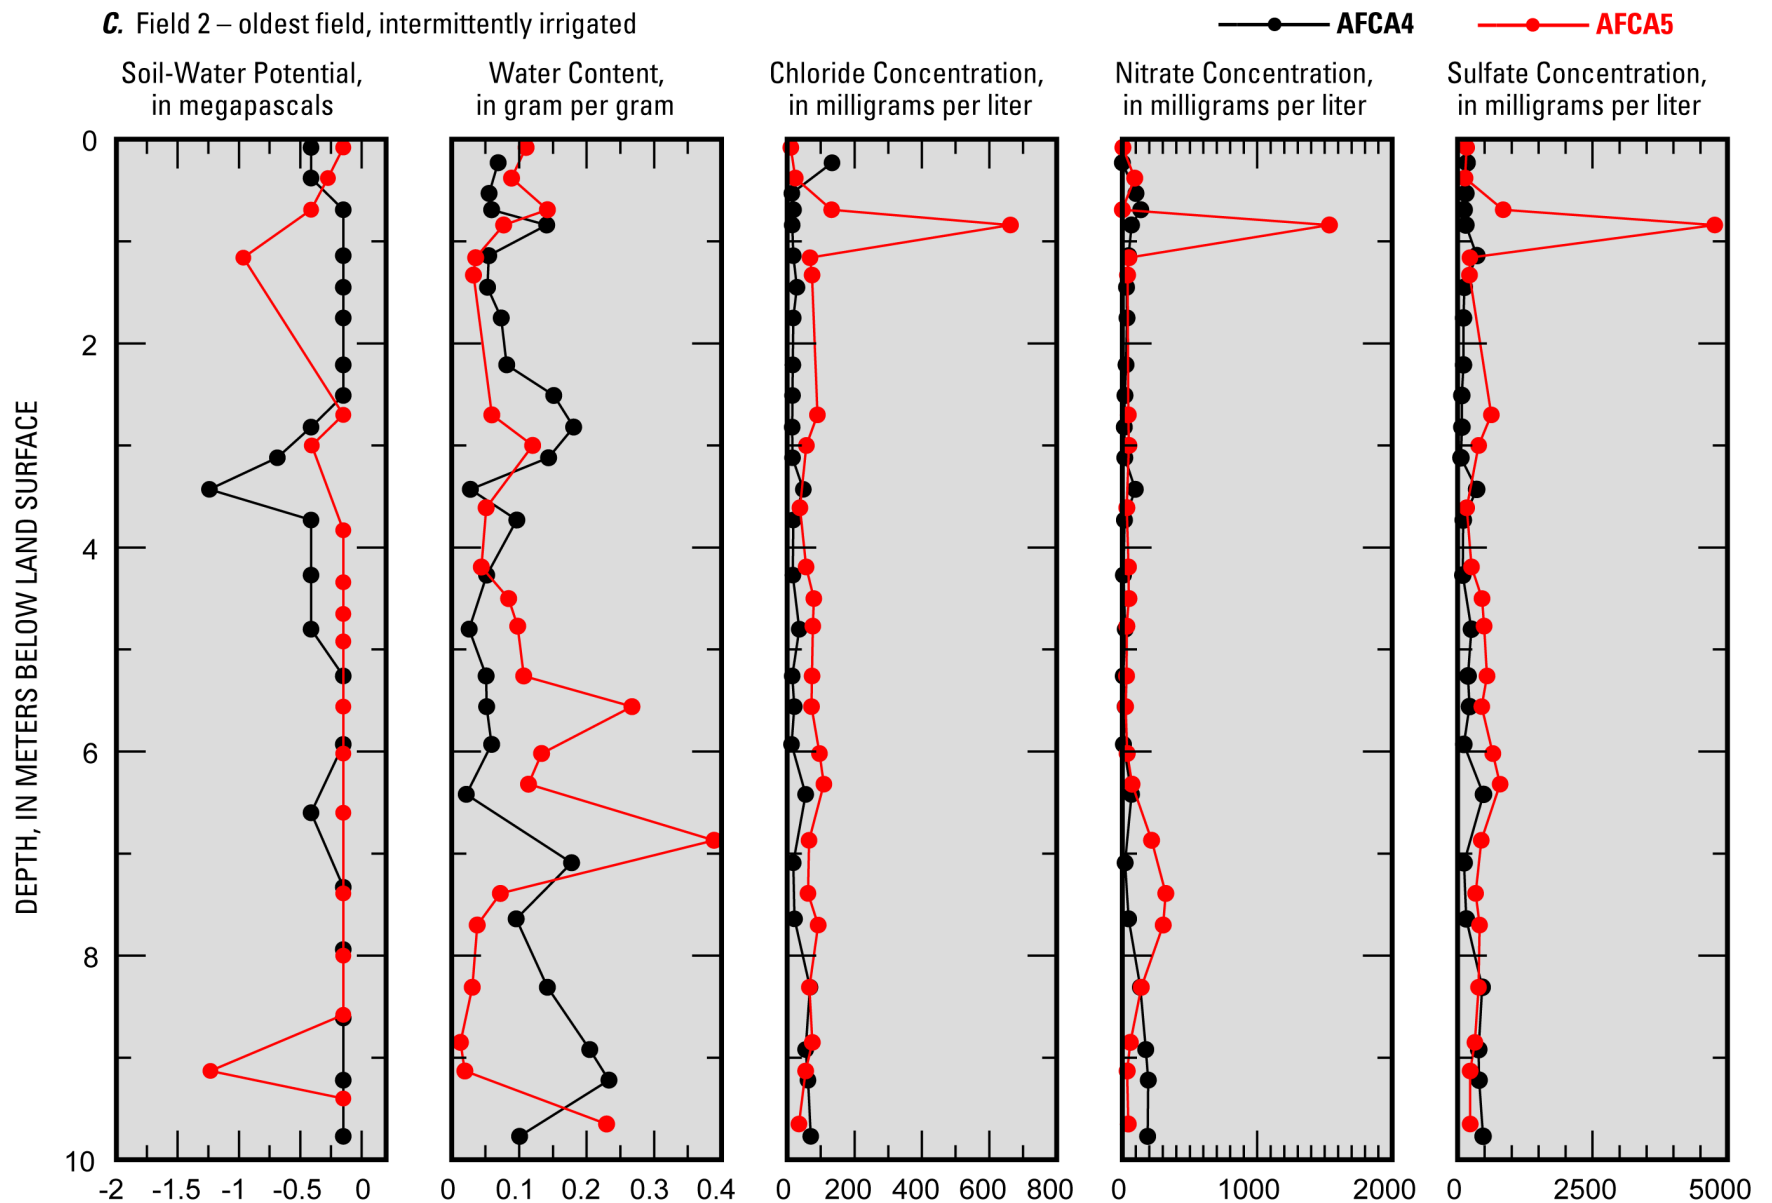 C. Field 2 – oldest field, intermittently irrigated
AFCA4
AFCA5
Soil-Water Potential,
in megapascals
Water Content,
in gram per gram
Chloride Concentration,
in milligrams per liter
Nitrate Concentration,
in milligrams per liter
Sulfate Concentration,
in milligrams per liter
DEPTH, IN METERS BELOW LAND SURFACE
0
2
4
6
8
10
-2 -1.5 -1 -0.5 0
0 0.1 0.2 0.3 0.4
0 200 400 600 800
0 1000 2000
0 2500 5000